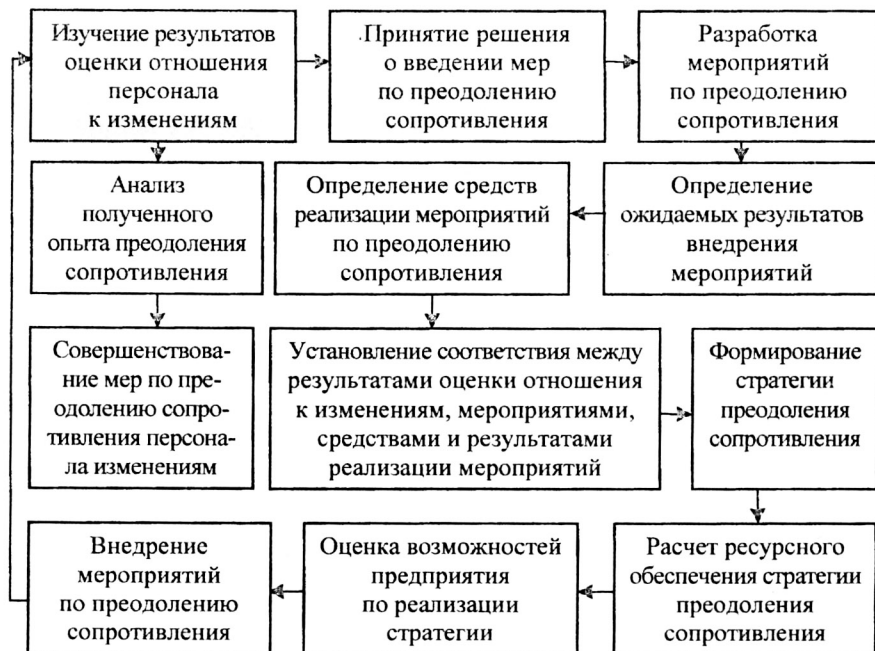 Изучение результатов
оценки отношения
персонала
к изменениям
Принятие решения
о введении мер
по преодолению
сопротивления
Разработка
мероприятий
по преодолению
сопротивления
Анализ
полученного
опыта преодоления
сопротивления
Определение средств
реализации мероприятий
по преодолению
сопротивления
Определение
ожидаемых результатов
внедрения
мероприятий
Совершенствова-
ние мер по пре-
одолению сопро-
тивления персона-
ла изменениям
Установление соответствия между
результатами оценки отношения
к изменениям, мероприятиями,
средствами и результатами
реализации мероприятий
Формирование
стратегии
преодоления
сопротивления
Внедрение
мероприятий
по преодолению
сопротивления
Оценка возможностей
предприятия
по реализации
стратегии
Расчет ресурсного
обеспечения стратегии
преодоления
сопротивления